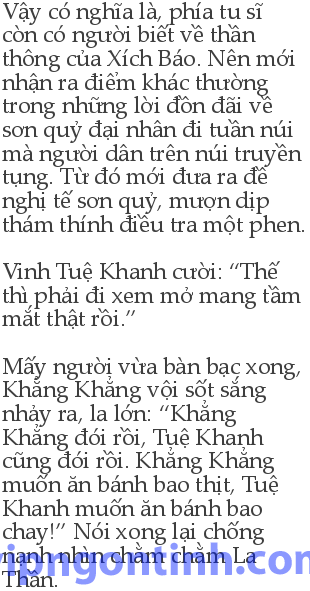 Vậy có nghĩa là, phía tu sĩ
còn có người biết về thần
thông của Xích Báo. Nên mới
nhận ra điểm khác thường
trong những lời đồn đãi về
sơn quỷ đại nhân đi tuần núi
mà người dân trên núi truyền
tụng. Từ đó mới đưa ra đề
nghị tế sơn quỷ, mượn dịp
thám thính điều tra một phen.
Vinh Tuệ Khanh cười: “Thế
thì phải đi xem mở mang tầm
mắt thật rồi.”
Mấy người vừa bàn bạc xong,
Khẳng Khẳng vội sốt sắng
nhảy ra, la lớn: “Khẳng
Khẳng đói rồi, Tuệ Khanh
cũng đói rồi. Khẳng Khẳng
muốn ăn bánh bao thịt, Tuệ
Khanh muốn ăn bánh bao
chay!” Nói xong lại chống
nạnh nhìn chằm chằm La
Thần.